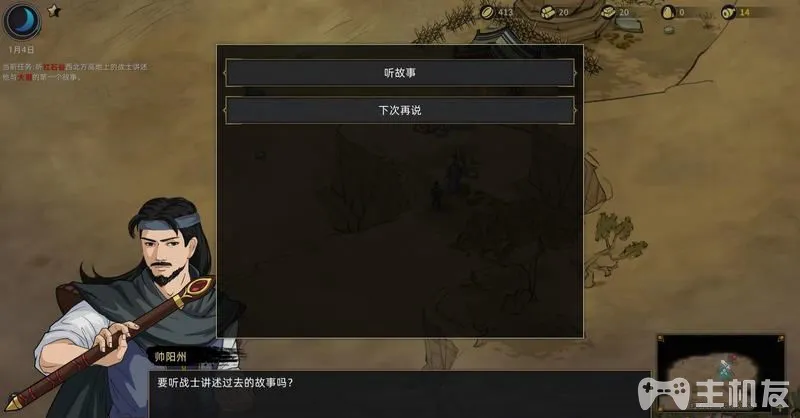 413
20
20
0
14
1月4日
当前任务:听红石谷西北方高地上的战士讲述
他与大圆的第一个故事。
听故事
下次再说
帅阳州
要听战士讲述过去的故事吗?
主机友